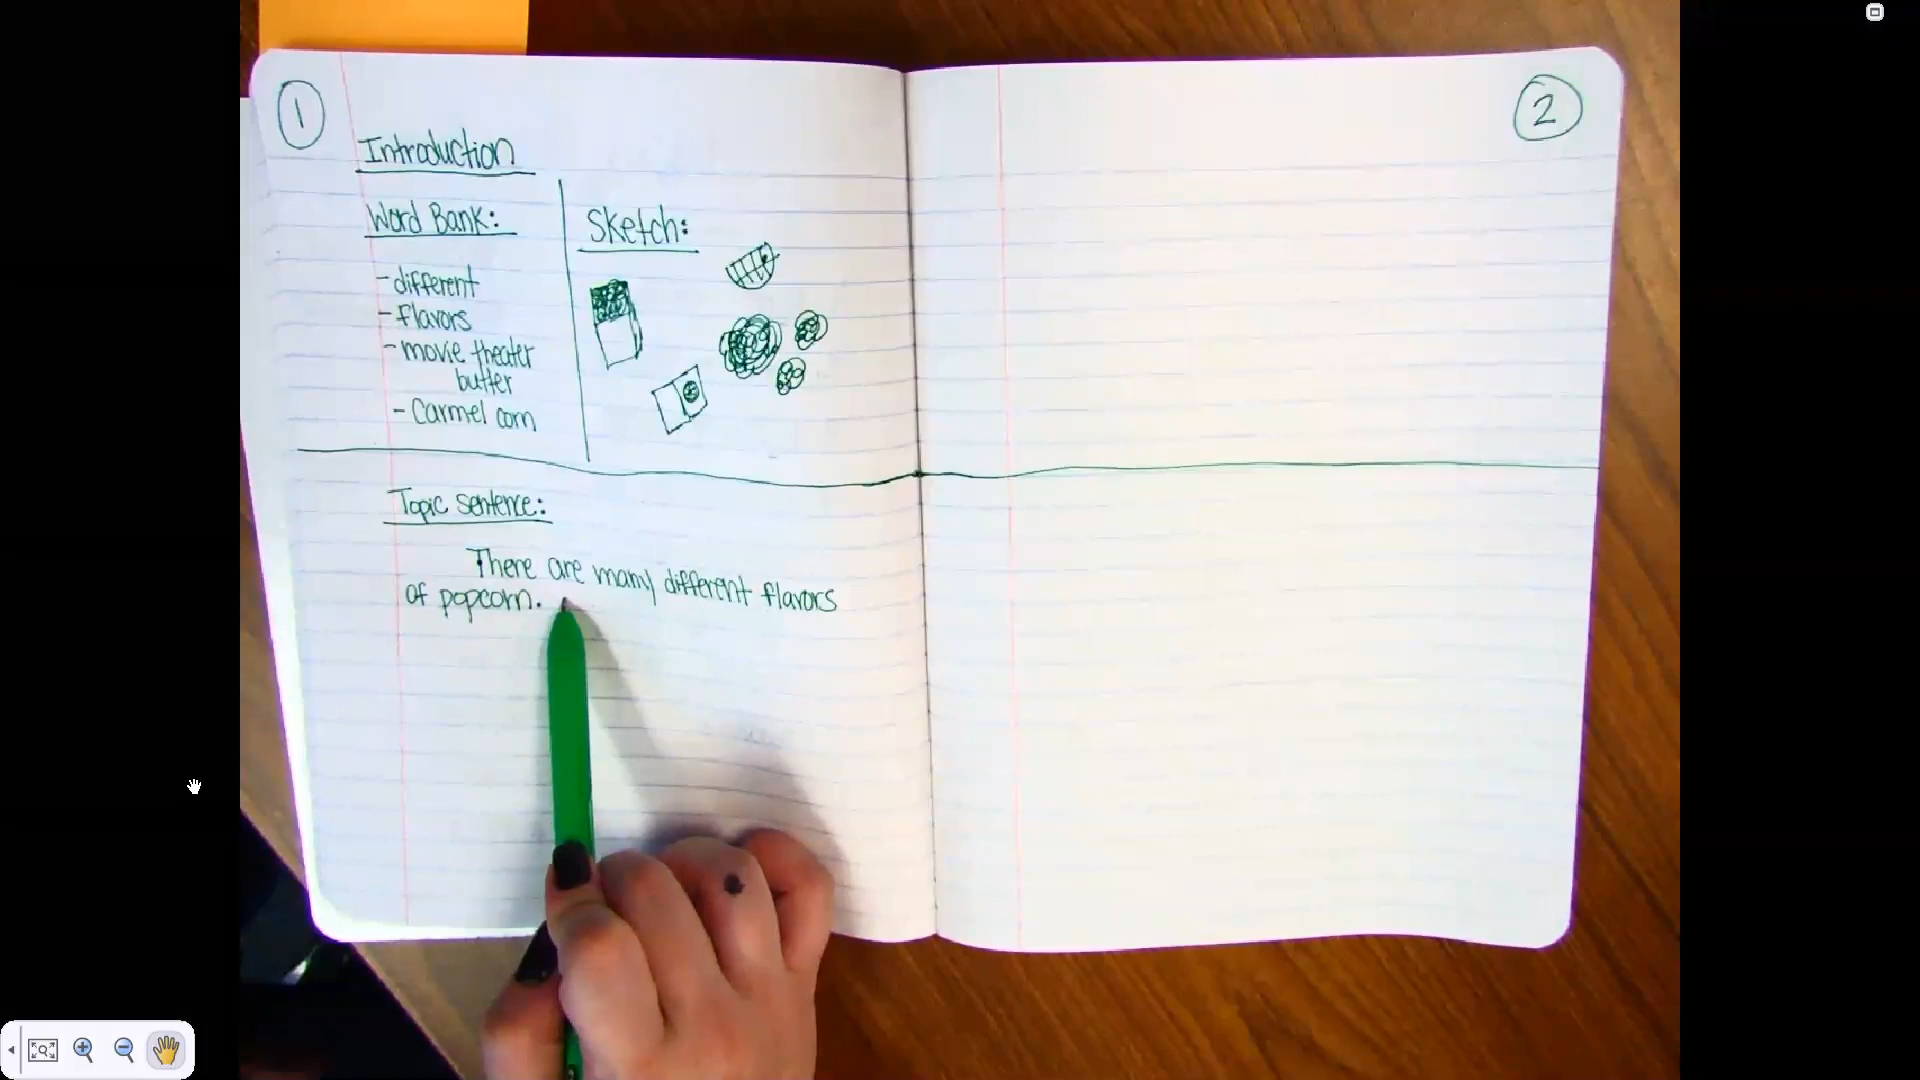 1
Introduction
Word Bank:
- different
- flavors
- movie theater
butter
- Carmel corn
Sketch:
Topic Sentence:
There are many different flavors
of popcorn.
2